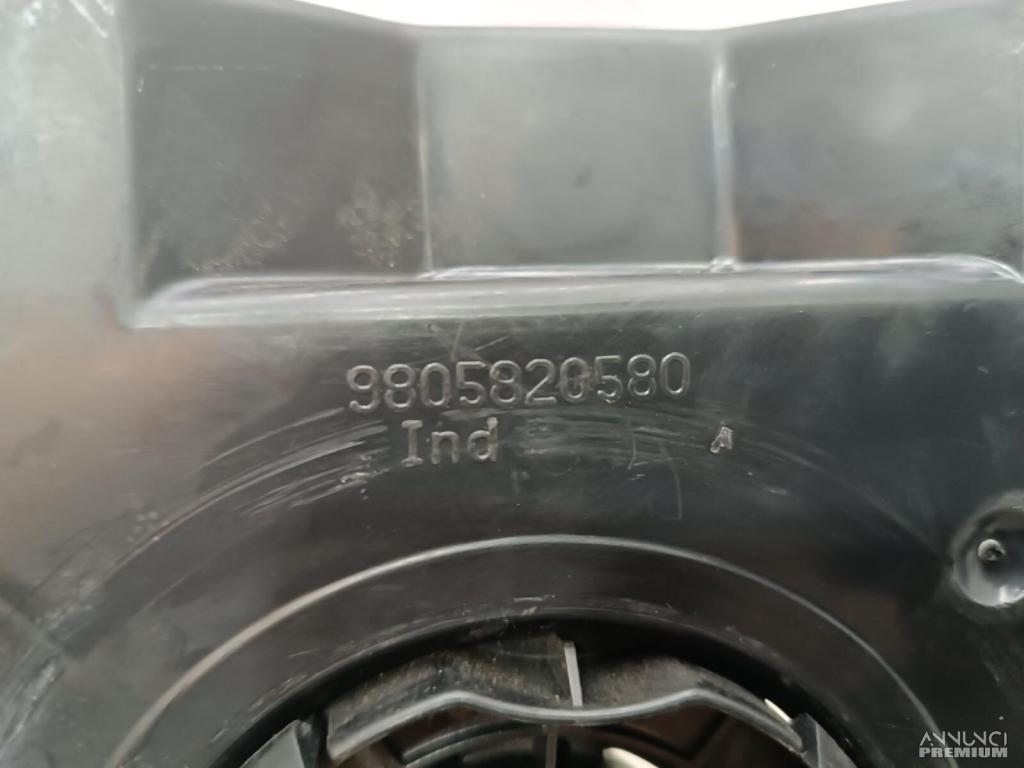 9805820580
Ind A
ANNUNCI
PREMIUM